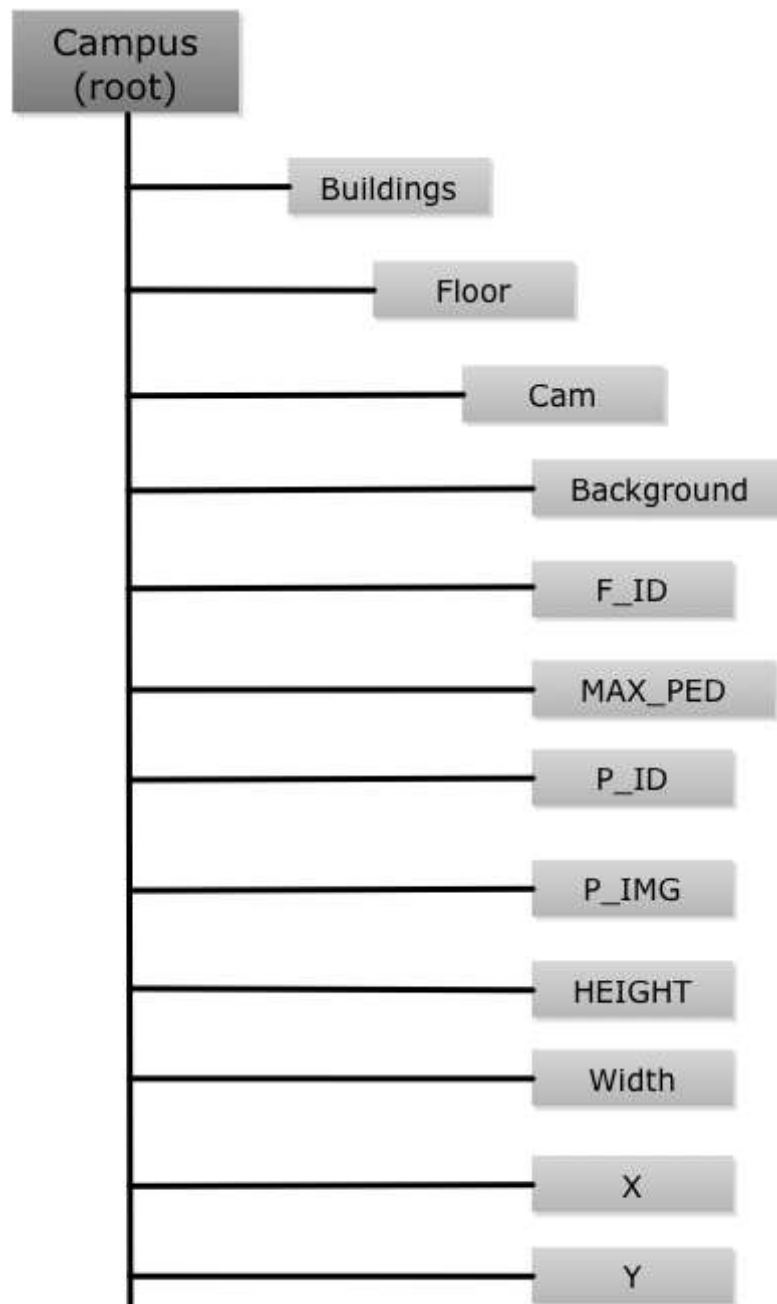 Campus
(root)
Buildings
Floor
Cam
Background
F_ID
MAX_PED
P_ID
P_IMG
HEIGHT
Width
X
Y